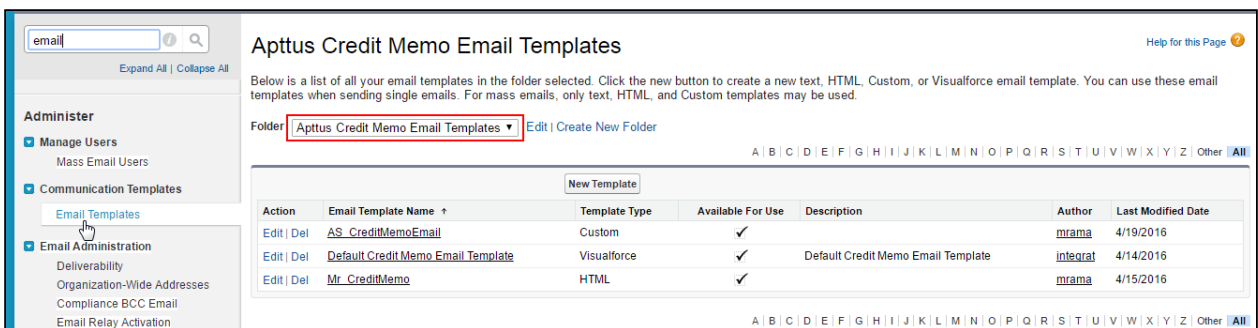 email
Expand All | Collapse All
Administer
Manage Users
Mass Email Users
Communication Templates
Email Templates
Email Administration
Deliverability
Organization-Wide Addresses
Compliance BCC Email
Email Relay Activation
Apttus Credit Memo Email Templates
Help for this Page ?
Below is a list of all your email templates in the folder selected. Click the new button to create a new text, HTML, Custom, or Visualforce email template. You can use these email
templates when sending single emails. For mass emails, only text, HTML, and Custom templates may be used.
Folder Apttus Credit Memo Email Templates Edit | Create New Folder
A | B | C | D | E | F | G | H | I | J | K | L | M | N | O | P | Q | R | S | T | U | V | W | X | Y | Z | Other All
New Template
Action Email Template Name ↑ Template Type Available For Use Description Author Last Modified Date
Edit | Del AS_CreditMemoEmail Custom ✓ mrama 4/19/2016
Edit | Del Default Credit Memo Email Template Visualforce ✓ Default Credit Memo Email Template integrat 4/14/2016
Edit | Del Mr_CreditMemo HTML ✓ mrama 4/15/2016
A | B | C | D | E | F | G | H | I | J | K | L | M | N | O | P | Q | R | S | T | U | V | W | X | Y | Z | Other All